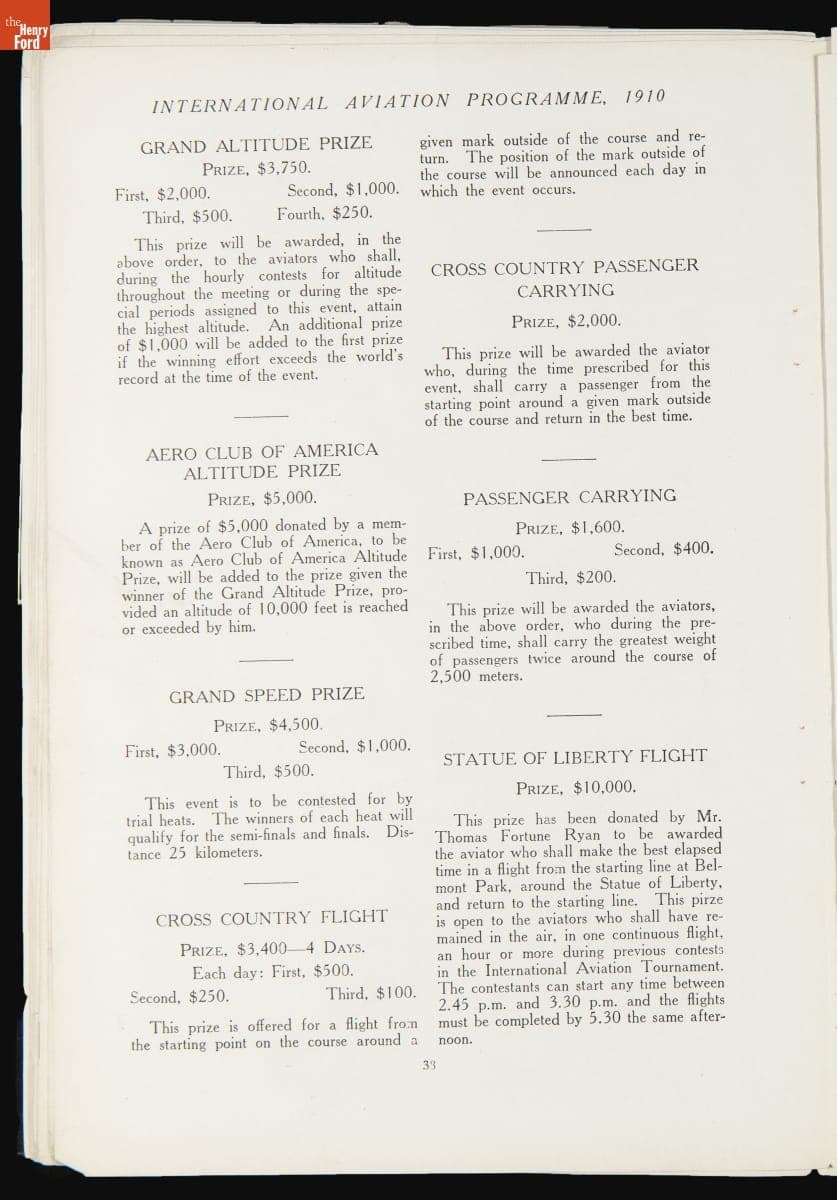 the
Henry
Ford
INTERNATIONAL AVIATION PROGRAMME, 1910
GRAND ALTITUDE PRIZE
PRIZE, $3,750.
First, $2,000. Second, $1,000.
Third, $500. Fourth, $250.
This prize will be awarded, in the
above order, to the aviators who shall,
during the hourly contests for altitude
throughout the meeting or during the spe-
cial periods assigned to this event, attain
the highest altitude. An additional prize
of $1,000 will be added to the first prize
if the winning effort exceeds the world's
record at the time of the event.
AERO CLUB OF AMERICA
ALTITUDE PRIZE
PRIZE, $5,000.
A prize of $5,000 donated by a mem-
ber of the Aero Club of America, to be
known as Aero Club of America Altitude
Prize, will be added to the prize given the
winner of the Grand Altitude Prize, pro-
vided an altitude of 10,000 feet is reached
or exceeded by him.
GRAND SPEED PRIZE
PRIZE, $4,500.
First, $3,000. Second, $1,000.
Third, $500.
This event is to be contested for by
trial heats. The winners of each heat will
qualify for the semi-finals and finals. Dis-
tance 25 kilometers.
CROSS COUNTRY FLIGHT
PRIZE, $3,400—4 DAYS.
Each day: First, $500.
Second, $250. Third, $100.
This prize is offered for a flight from
the starting point on the course around a
given mark outside of the course and re-
turn. The position of the mark outside of
the course will be announced each day in
which the event occurs.
CROSS COUNTRY PASSENGER
CARRYING
PRIZE, $2,000.
This prize will be awarded the aviator
who, during the time prescribed for this
event, shall carry a passenger from the
starting point around a given mark outside
of the course and return in the best time.
PASSENGER CARRYING
PRIZE, $1,600.
First, $1,000. Second, $400.
Third, $200.
This prize will be awarded the aviators,
in the above order, who during the pre-
scribed time, shall carry the greatest weight
of passengers twice around the course of
2,500 meters.
STATUE OF LIBERTY FLIGHT
PRIZE, $10,000.
This prize has been donated by Mr.
Thomas Fortune Ryan to be awarded
the aviator who shall make the best elapsed
time in a flight from the starting line at Bel-
mont Park, around the Statue of Liberty,
and return to the starting line. This pirze
is open to the aviators who shall have re-
mained in the air, in one continuous flight,
an hour or more during previous contests
in the International Aviation Tournament.
The contestants can start any time between
2.45 p.m. and 3.30 p.m. and the flights
must be completed by 5.30 the same after-
noon.
33